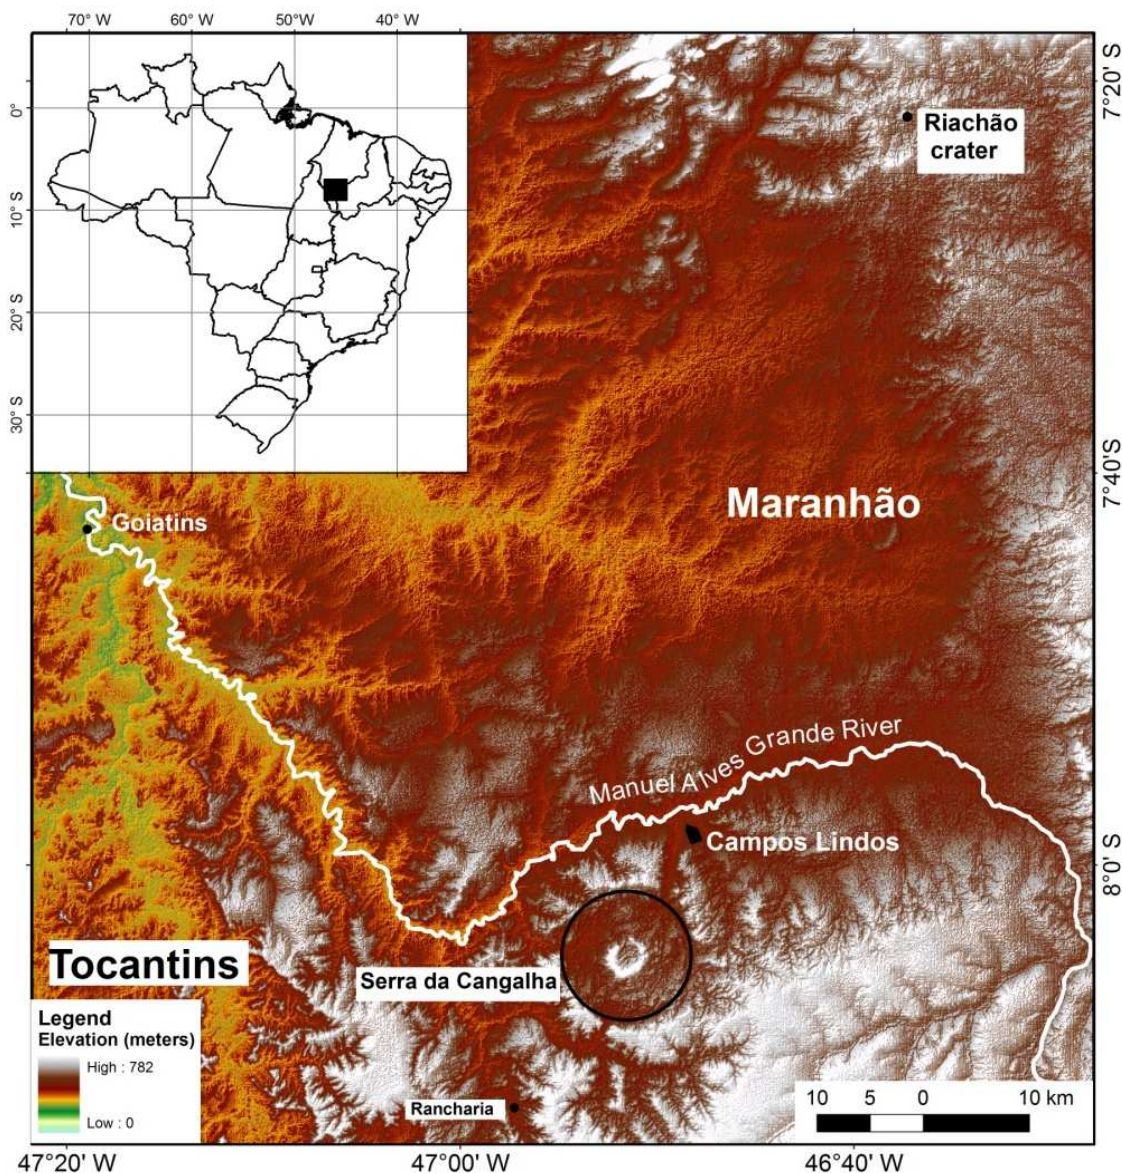 70° W 60° W 50°W 40° W
0°
10°S
20°S
30°S
7°20' S
Riachão
crater
7°40'S
Maranhão
Goiatins
Manuel Alves Grande River
Campos Lindos
8°0' S
Tocantins
Serra da Cangalha
Legend
Elevation (meters)
High : 782
Low : 0
Rancharia
10 5 0 10 km
47°20' W 47°00' W 46°40' W